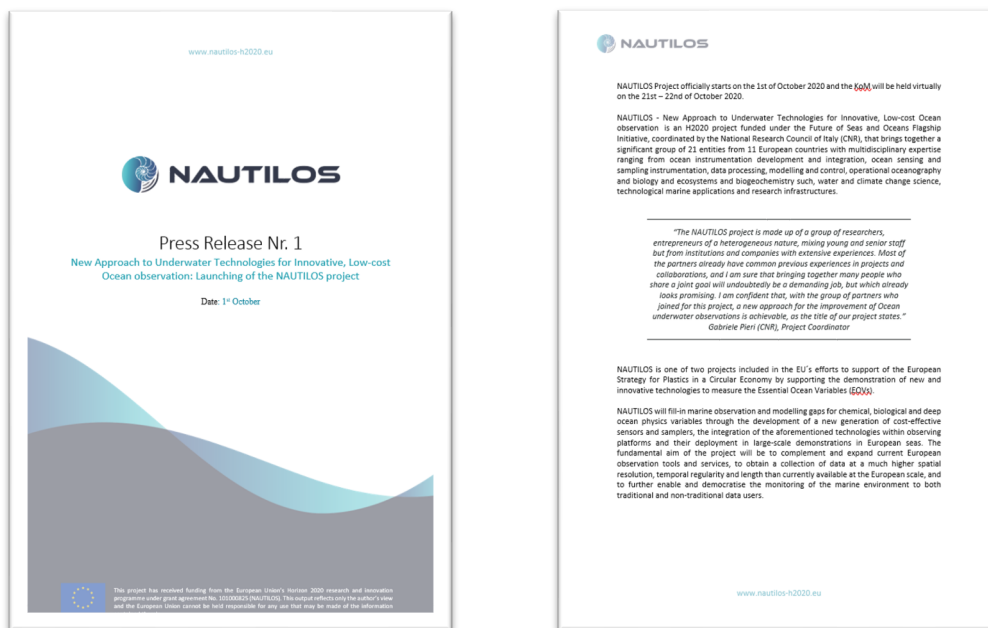 www.nautilos-h2020.eu
NAUTILOS
Press Release Nr. 1
New Approach to Underwater Technologies for Innovative, Low-cost
Ocean observation: Launching of the NAUTILOS project
Date: 1st October
This project has received funding from the European Union's Horizon 2020 research and innovation
programme under grant agreement No. 101000825 (NAUTILOS). This output reflects only the author's view
and the European Union cannot be held responsible for any use that may be made of the information
NAUTILOS
NAUTILOS Project officially starts on the 1st of October 2020 and the KoM will be held virtually
on the 21st – 22nd of October 2020.
NAUTILOS - New Approach to Underwater Technologies for Innovative, Low-cost Ocean
observation is an H2020 project funded under the Future of Seas and Oceans Flagship
Initiative, coordinated by the National Research Council of Italy (CNR), that brings together a
significant group of 21 entities from 11 European countries with multidisciplinary expertise
ranging from ocean instrumentation development and integration, ocean sensing and
sampling instrumentation, data processing, modelling and control, operational oceanography
and biology and ecosystems and biogeochemistry such, water and climate change science,
technological marine applications and research infrastructures.
“The NAUTILOS project is made up of a group of researchers,
entrepreneurs of a heterogeneous nature, mixing young and senior staff
but from institutions and companies with extensive experiences. Most of
the partners already have common previous experiences in projects and
collaborations, and i am sure that bringing together many people who
share a joint goal will undoubtedly be a demanding job, but which already
looks promising. I am confident that, with the group of partners who
joined for this project, a new approach for the improvement of Ocean
underwater observations is achievable, as the title of our project states.”
Gabriele Pieri (CNR), Project Coordinator
NAUTILOS is one of two projects included in the EU´s efforts to support of the European
Strategy for Plastics in a Circular Economy by supporting the demonstration of new and
innovative technologies to measure the Essential Ocean Variables (EOVs).
NAUTILOS will fill-in marine observation and modelling gaps for chemical, biological and deep
ocean physics variables through the development of a new generation of cost-effective
sensors and samplers, the integration of the aforementioned technologies within observing
platforms and their deployment in large-scale demonstrations in European seas. The
fundamental aim of the project will be to complement and expand current European
observation tools and services, to obtain a collection of data at a much higher spatial
resolution, temporal regularity and length than currently available at the European scale, and
to further enable and democratise the monitoring of the marine environment to both
traditional and non-traditional data users.
www.nautilos-h2020.eu